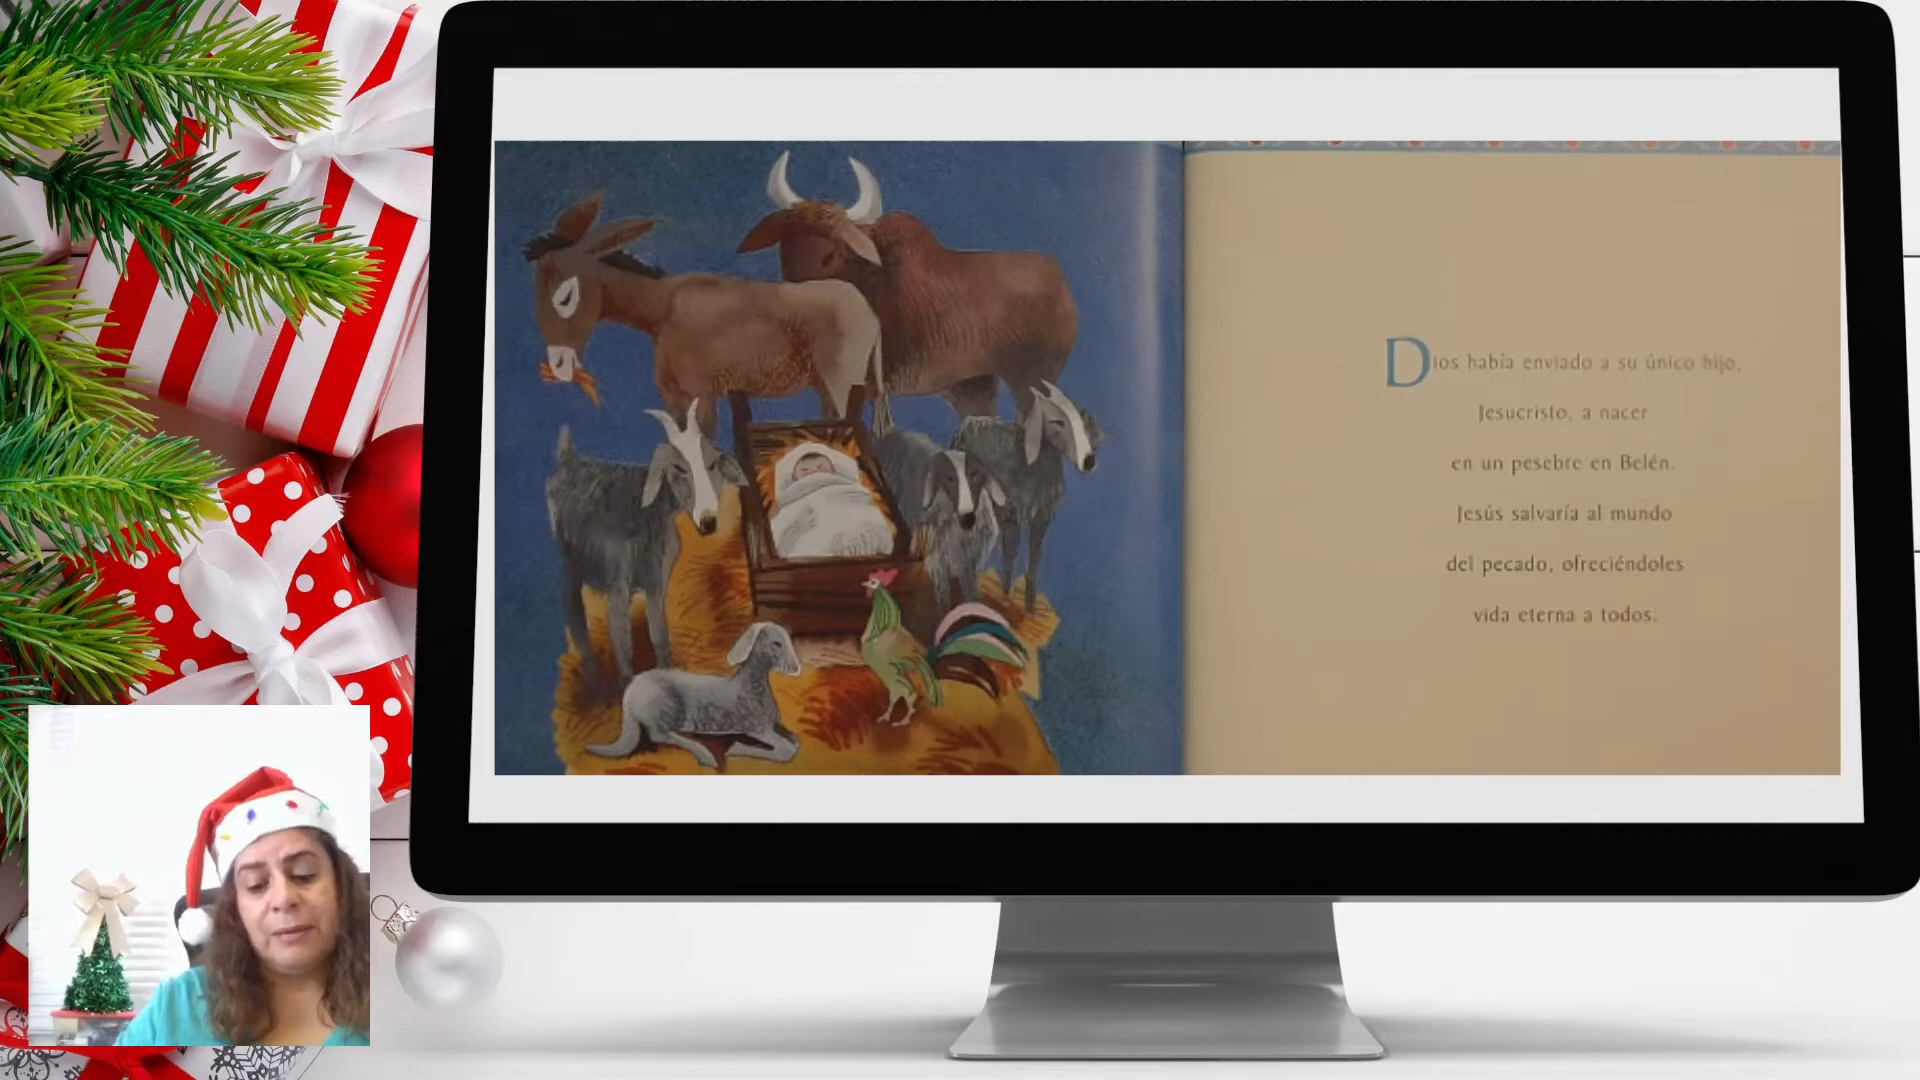 Dios había enviado a su único hijo,
Jesucristo, a nacer
en un pesebre en Belén.
Jesús salvaría al mundo
del pecado, ofreciéndoles
vida eterna a todos.